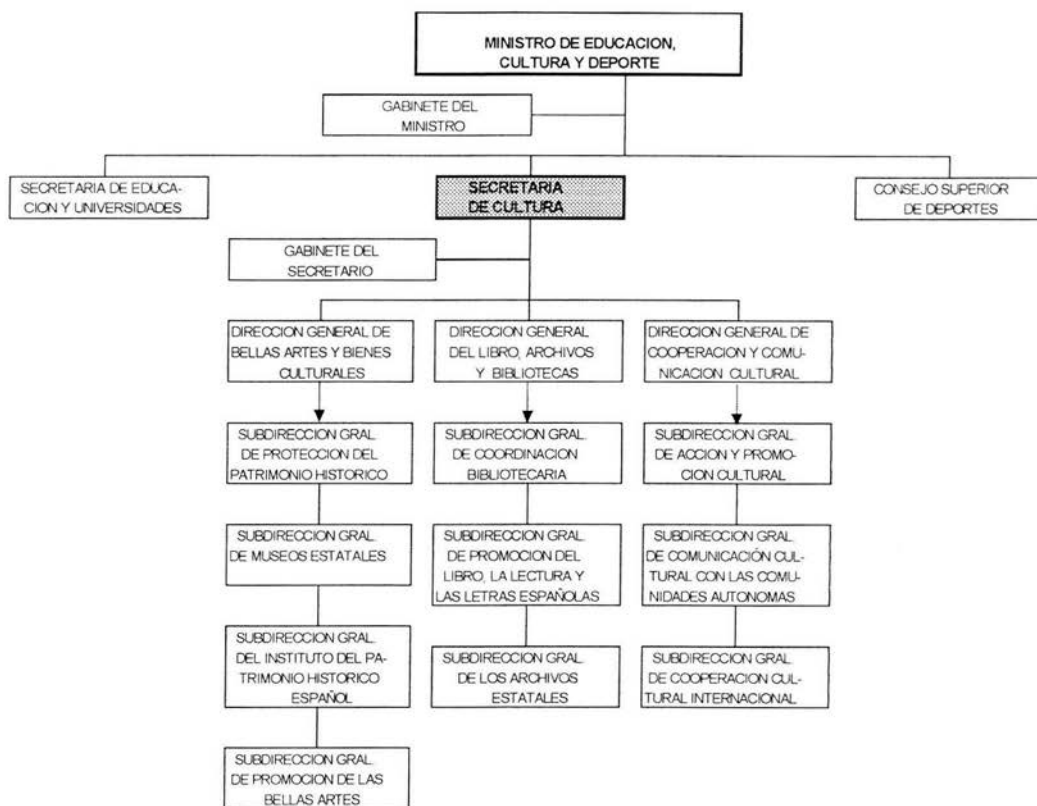 MINISTRO DE EDUCACION,
CULTURA Y DEPORTE
GABINETE DEL
MINISTRO
SECRETARIA DE EDUCA-
CION Y UNIVERSIDADES
SECRETARIA
DE CULTURA
CONSEJO SUPERIOR
DE DEPORTES
GABINETE DEL
SECRETARIO
DIRECCION GENERAL DE
BELLAS ARTES Y BIENES
CULTURALES
DIRECCION GENERAL
DEL LIBRO, ARCHIVOS
Y BIBLIOTECAS
DIRECCION GENERAL DE
COOPERACION Y COMU-
NICACION CULTURAL
SUBDIRECCION GRAL.
DE PROTECCION DEL
PATRIMONIO HISTORICO
SUBDIRECCION GRAL.
DE COORDINACION
BIBLIOTECARIA
SUBDIRECCION GRAL.
DE ACCION Y PROMO-
CION CULTURAL
SUBDIRECCION GRAL.
DE MUSEOS ESTATALES
SUBDIRECCION GRAL.
DE PROMOCION DEL
LIBRO, LA LECTURA Y
LAS LETRAS ESPAÑOLAS
SUBDIRECCION GRAL.
DE COMUNICACIÓN CUL-
TURAL CON LAS COMU-
NIDADES AUTONOMAS
SUBDIRECCION GRAL.
DEL INSTITUTO DEL PA-
TRIMONIO HISTORICO
ESPAÑOL
SUBDIRECCION GRAL.
DE LOS ARCHIVOS
ESTATALES
SUBDIRECCION GRAL.
DE COOPERACION CUL-
TURAL INTERNACIONAL
SUBDIRECCION GRAL.
DE PROMOCION DE LAS
BELLAS ARTES